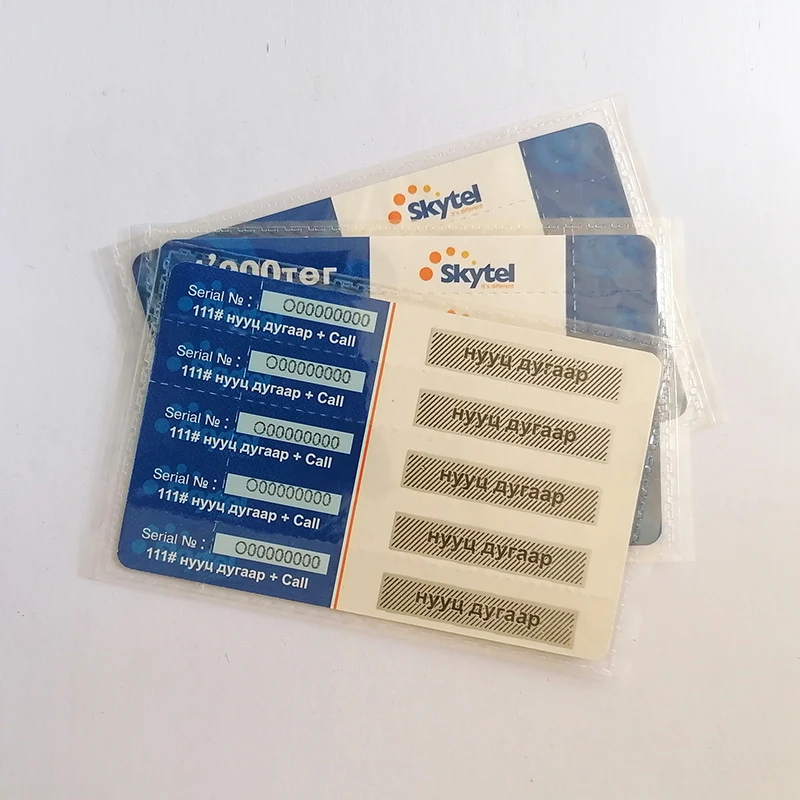 Skytel
It's different
000төг
Skytel
It's different
Serial № : O00000000
111# нууц дугаар + Call
нууц дугаар
Serial № : O00000000
111# нууц дугаар + Call
нууц дугаар
Serial № : O00000000
111# нууц дугаар + Call
нууц дугаар
Serial № : O00000000
111# нууц дугаар + Call
нууц дугаар
Serial № : O00000000
111# нууц дугаар + Call
нууц дугаар